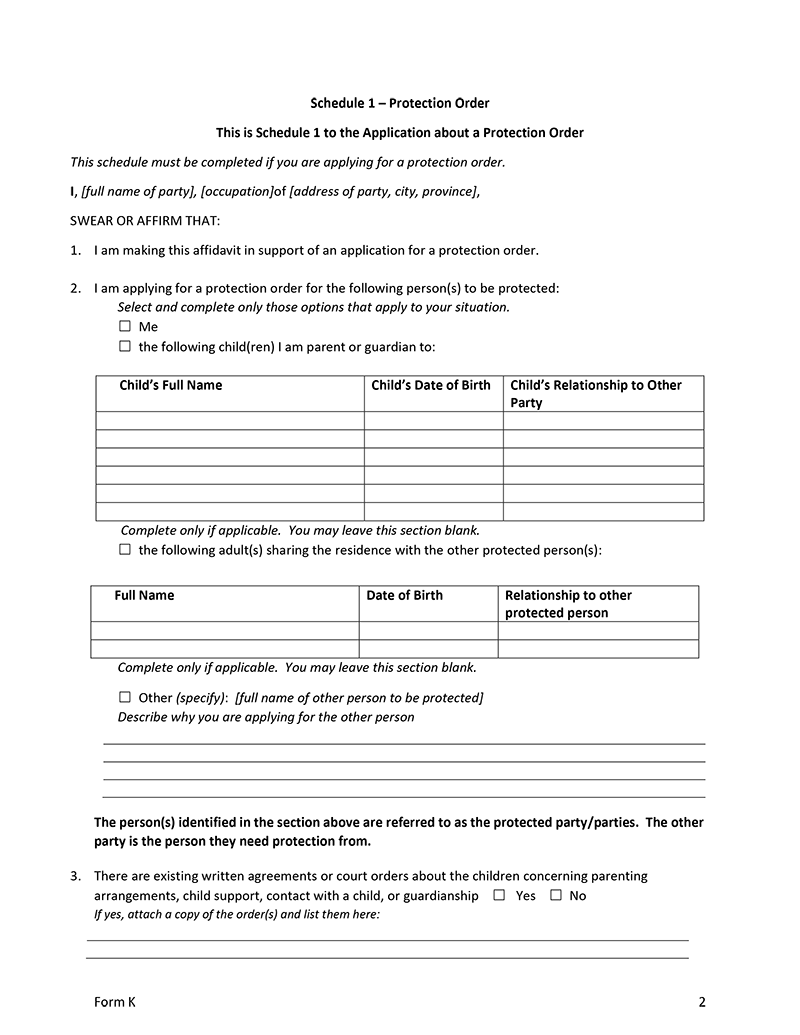 Schedule 1 – Protection Order
This is Schedule 1 to the Application about a Protection Order
This schedule must be completed if you are applying for a protection order.
I, [full name of party], [occupation]of [address of party, city, province],
SWEAR OR AFFIRM THAT:
1. I am making this affidavit in support of an application for a protection order.
2. I am applying for a protection order for the following person(s) to be protected:
Select and complete only those options that apply to your situation.
☐ Me
☐ the following child(ren) I am parent or guardian to:
Child's Full Name Child's Date of Birth Child's Relationship to Other
Party
Complete only if applicable. You may leave this section blank.
☐ the following adult(s) sharing the residence with the other protected person(s):
Full Name Date of Birth Relationship to other
protected person
Complete only if applicable. You may leave this section blank.
☐ Other (specify): [full name of other person to be protected]
Describe why you are applying for the other person
The person(s) identified in the section above are referred to as the protected party/parties. The other
party is the person they need protection from.
3. There are existing written agreements or court orders about the children concerning parenting
arrangements, child support, contact with a child, or guardianship ☐ Yes ☐ No
If yes, attach a copy of the order(s) and list them here:
Form K 2